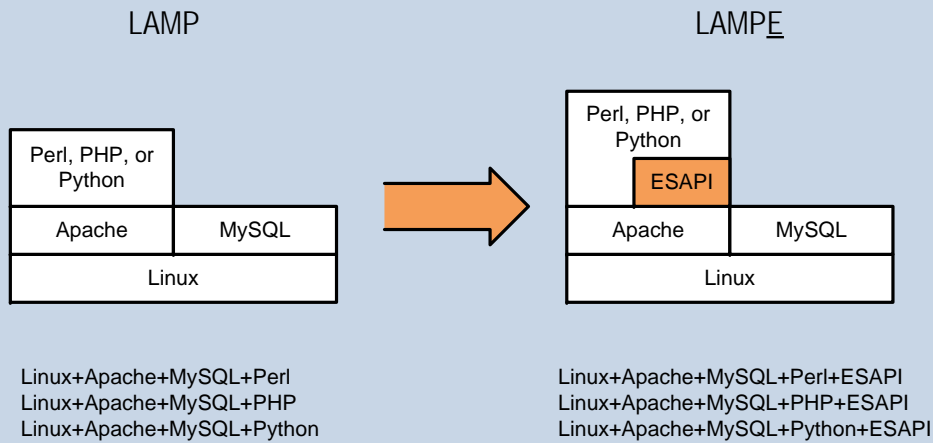 LAMP
Perl, PHP, or
Python
Apache
MySQL
Linux
Linux+Apache+MySQL+Perl
Linux+Apache+MySQL+PHP
Linux+Apache+MySQL+Python
LAMPE
Perl, PHP, or
Python
ESAPI
Apache
MySQL
Linux
Linux+Apache+MySQL+Perl+ESAPI
Linux+Apache+MySQL+PHP+ESAPI
Linux+Apache+MySQL+Python+ESAPI